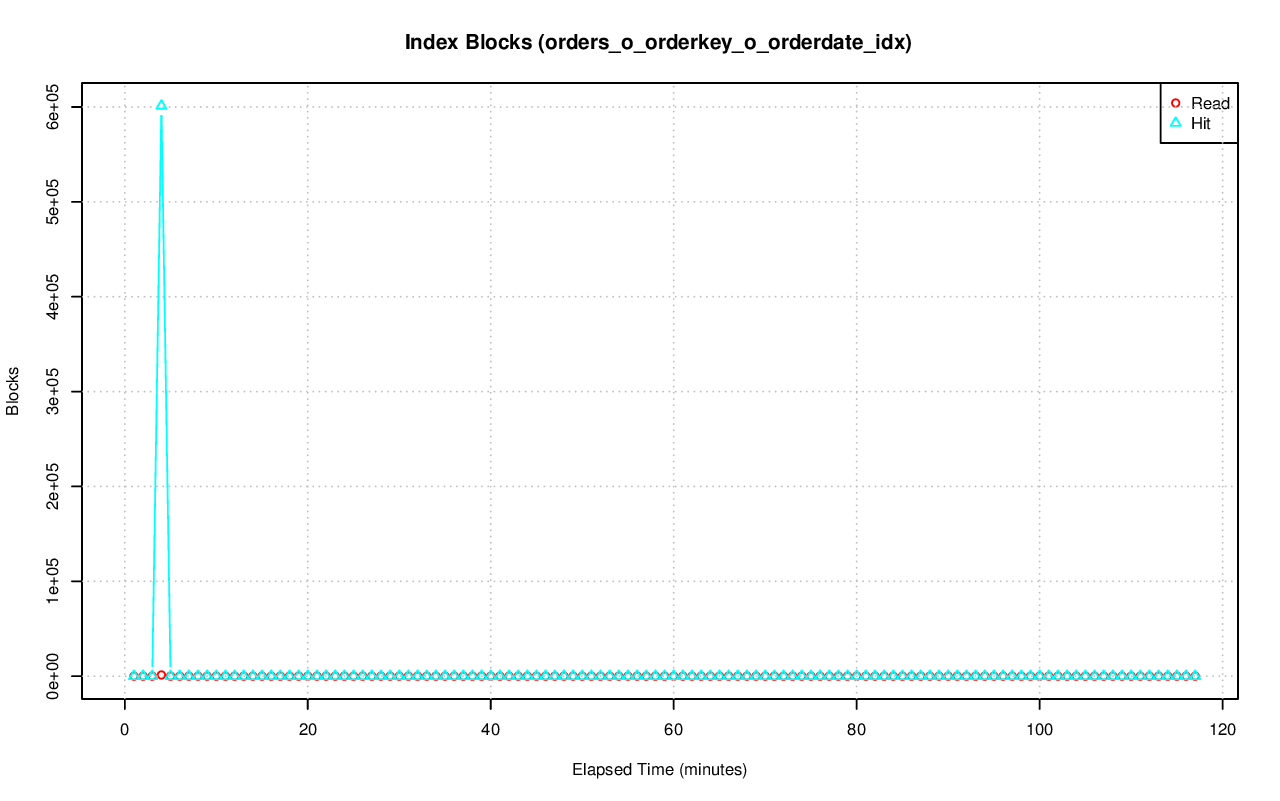 Index Blocks (orders_o_orderkey_o_orderdate_idx)
Read
Hit
6e+05
5e+05
4e+05
3e+05
2e+05
1e+05
0e+00
Blocks
0 20 40 60 80 100 120
Elapsed Time (minutes)